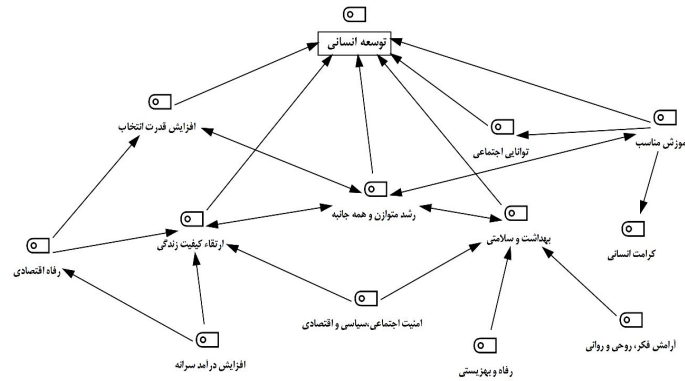 توسعه انسانی
افزایش قدرت انتخاب
موزش مناسب
توانایی اجتماعی
رشد متوازن و همه جانبه
بهداشت و سلامتی
ارتقاء کیفیت زندگی
کرامت انسانی
رفاه اقتصادی
امنیت اجتماعی،سیاسی و اقتصادی
آرامش فکر، روحی و روانی
افزایش درآمد سرانه
رفاه و بهزیستی